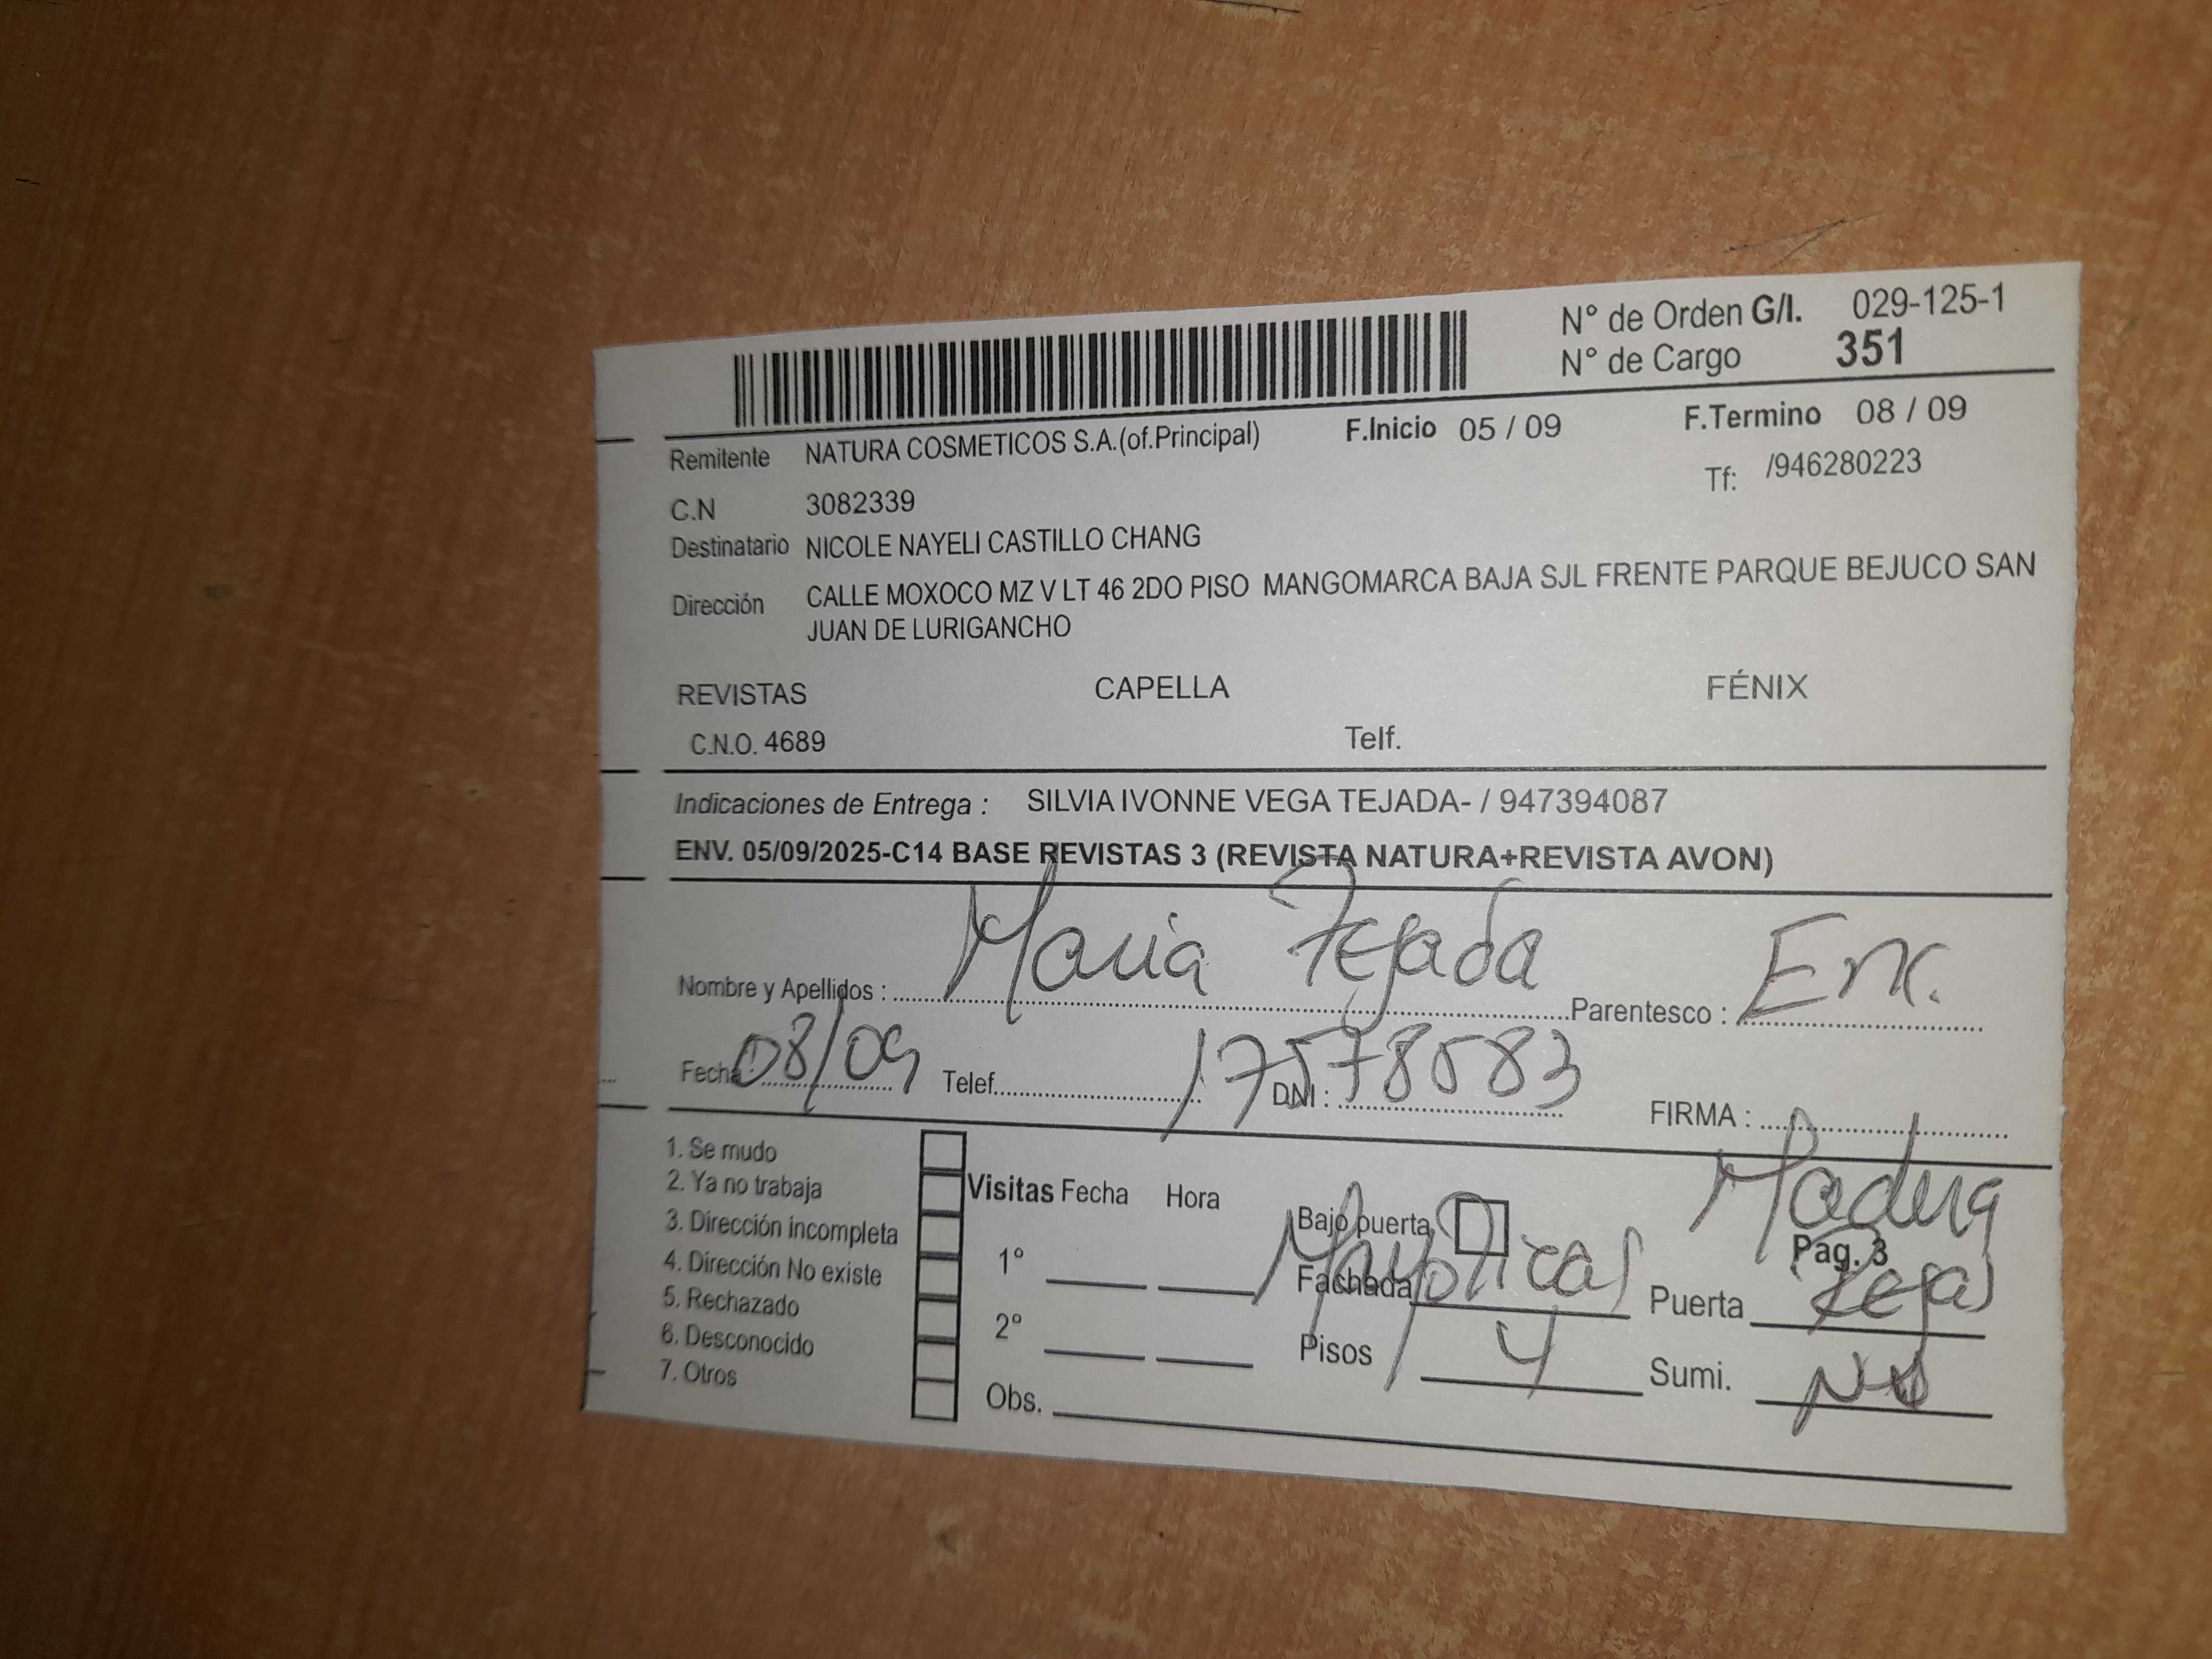 N° de Orden G/I. 029-125-1
N° de Cargo 351
Remitente NATURA COSMETICOS S.A.(of.Principal) F.Inicio 05 / 09 F.Termino 08 / 09
Tf: /946280223
C.N 3082339
Destinatario NICOLE NAYELI CASTILLO CHANG
Dirección CALLE MOXOCO MZ V LT 46 2DO PISO MANGOMARCA BAJA SJL FRENTE PARQUE BEJUCO SAN
JUAN DE LURIGANCHO
REVISTAS CAPELLA FÉNIX
C.N.O. 4689 Telf.
Indicaciones de Entrega : SILVIA IVONNE VEGA TEJADA- / 947394087
ENV. 05/09/2025-C14 BASE REVISTAS 3 (REVISTA NATURA+REVISTA AVON)
Nombre y Apellidos : Maria Tejada Parentesco : Enc.
Fecha : 08/09 Telef. DNI : 17578583 FIRMA :
1. Se mudo
2. Ya no trabaja
3. Dirección incompleta
4. Dirección No existe
5. Rechazado
6. Desconocido
7. Otros
Visitas Fecha Hora
1°
2°
Obs.
Bajo puerta
Fachada Mayolicas Puerta Rejas
Pisos 4 Sumi.
Madera
Pag. 3